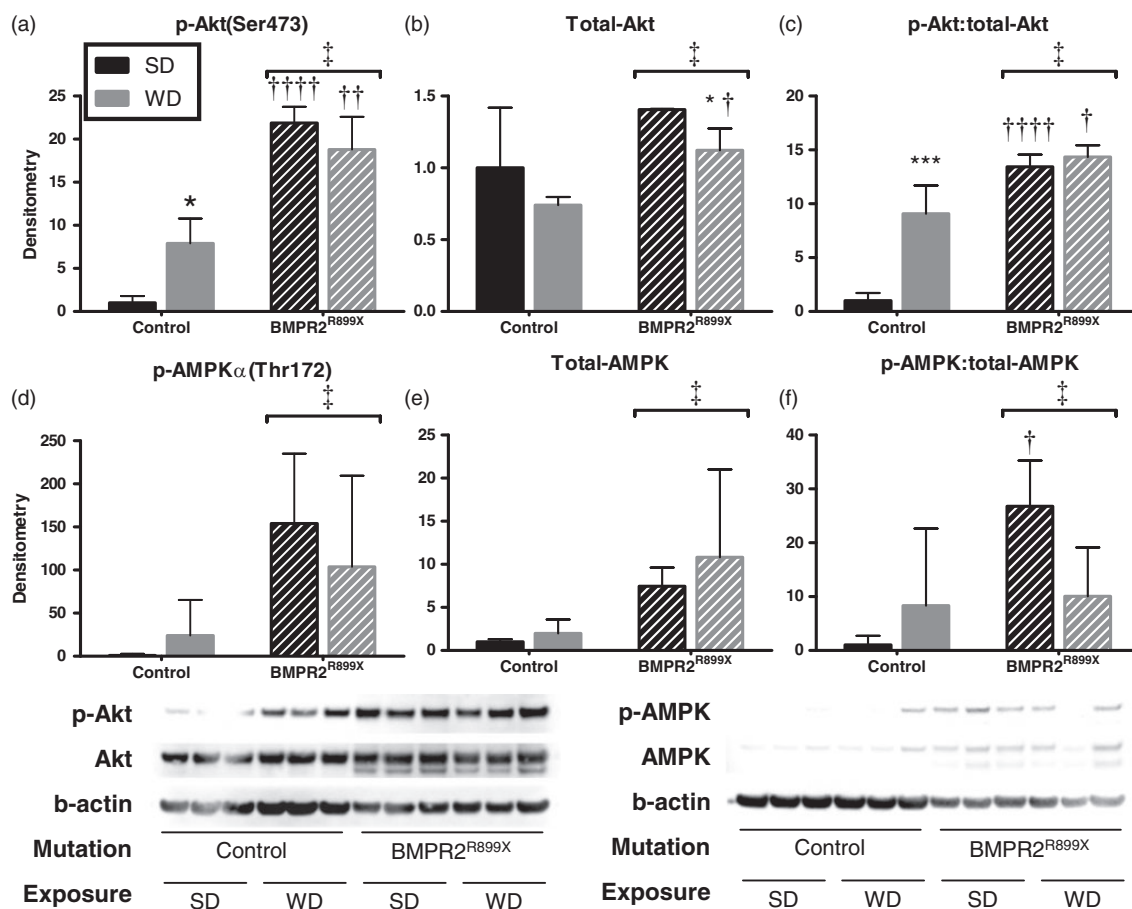 (a) p-Akt(Ser473)
SD
WD
‡
†††† ††
*
Densitometry
25
20
15
10
5
0
Control BMPR2R899X
(b) Total-Akt
‡
* †
1.5
1.0
0.5
0.0
Control BMPR2R899X
(c) p-Akt:total-Akt
‡
†††† †
***
20
15
10
5
0
Control BMPR2R899X
(d) p-AMPKα(Thr172)
‡
Densitometry
250
200
150
100
50
0
Control BMPR2R899X
(e) Total-AMPK
‡
25
20
15
10
5
0
Control BMPR2R899X
(f) p-AMPK:total-AMPK
‡
†
40
30
20
10
0
Control BMPR2R899X
p-Akt
Akt
b-actin
Mutation Control BMPR2R899X
Exposure SD WD SD WD
p-AMPK
AMPK
b-actin
Mutation Control BMPR2R899X
Exposure SD WD SD WD